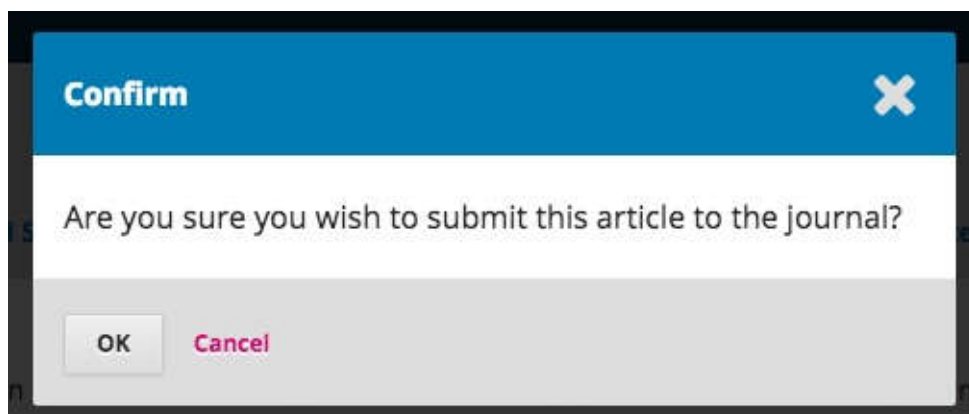 Confirm
Are you sure you wish to submit this article to the journal?
OK Cancel